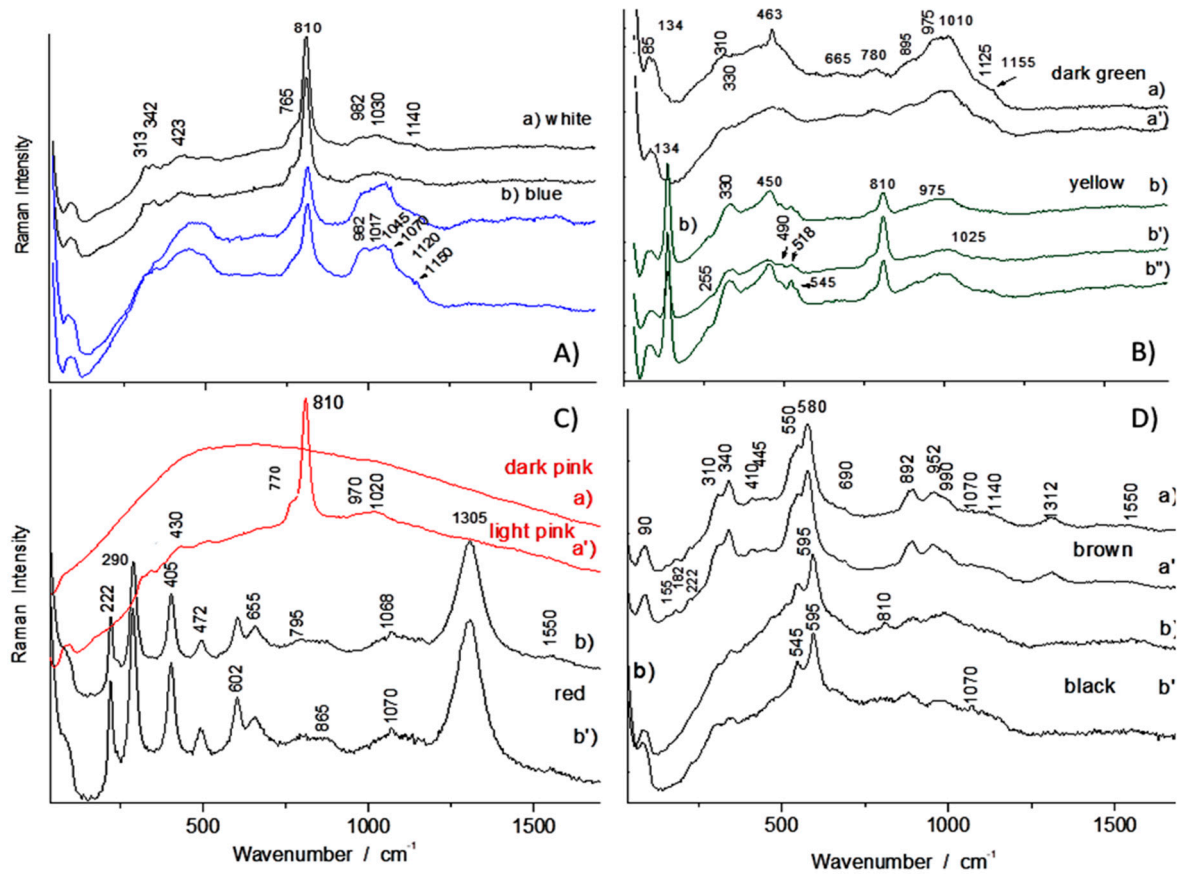 A)
810
765
982
1030
1140
313
342
423
a) white
b) blue
962
1017
1045
1070
1120
1150
Raman Intensity
B)
85
134
310
330
463
665
780
895
975
1010
1125
1155
dark green
a)
a')
134
b)
330
450
810
975
yellow
b)
490
518
1025
b')
255
545
b'')
C)
810
dark pink
a)
770
970
1020
light pink
a')
430
1305
222
290
405
472
655
795
1068
1550
b)
red
602
865
1070
b')
Raman Intensity
500
1000
1500
Wavenumber / cm-1
D)
90
310
340
410
445
550
580
690
892
952
990
1070
1140
1312
1550
a)
brown
a'
155
182
222
595
810
b)
b)
545
595
black
1070
b'
500
1000
1500
Wavenumber / cm-1